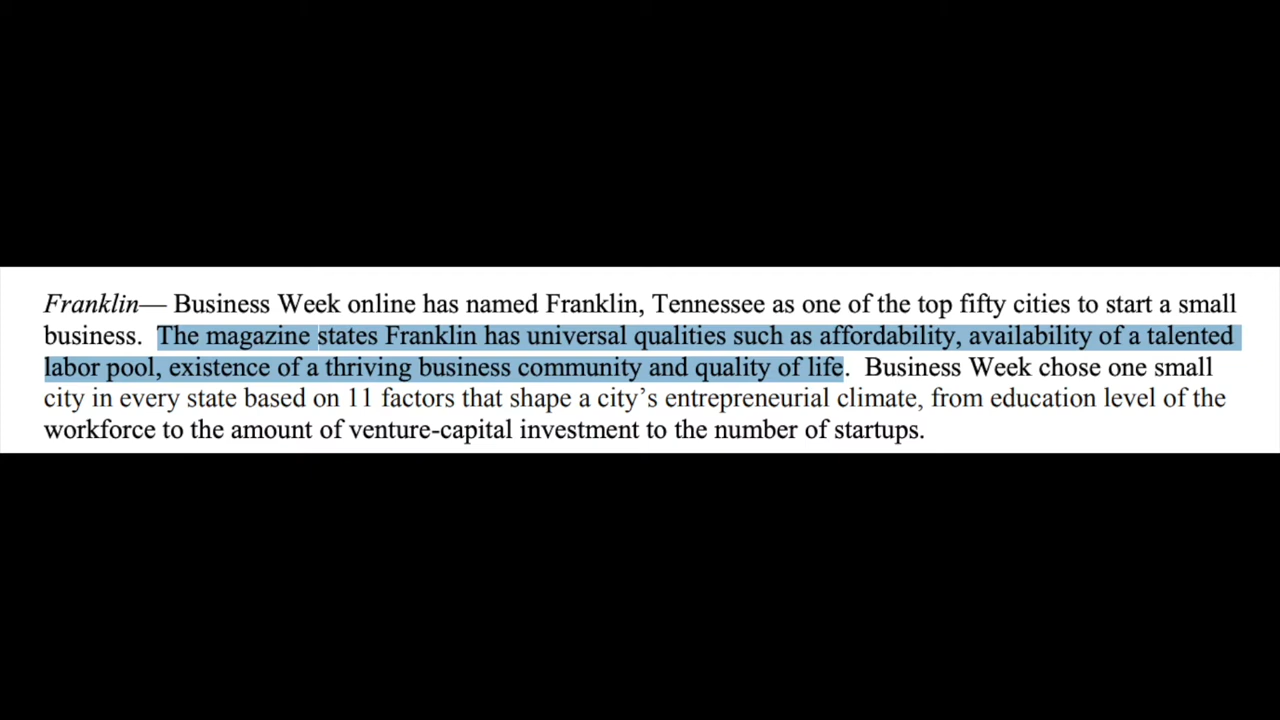 Franklin— Business Week online has named Franklin, Tennessee as one of the top fifty cities to start a small
business.  The magazine states Franklin has universal qualities such as affordability, availability of a talented
labor pool, existence of a thriving business community and quality of life.  Business Week chose one small
city in every state based on 11 factors that shape a city’s entrepreneurial climate, from education level of the
workforce to the amount of venture-capital investment to the number of startups.